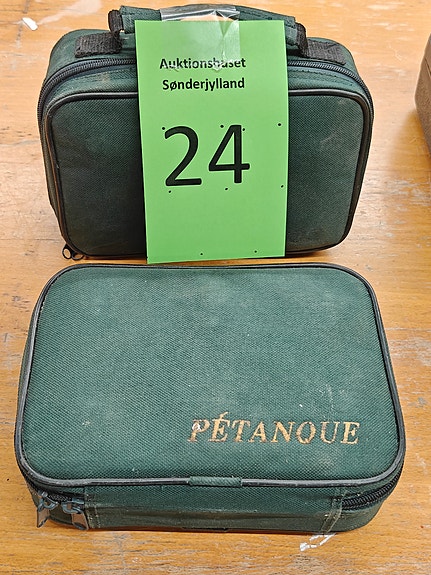 Auktionshuset
Sønderjylland
24
PÉTANQUE